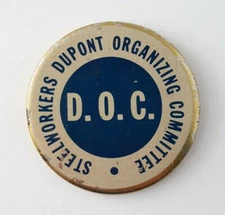 STEELWORKERS DUPONT ORGANIZING COMMITTEE
D.O.C.